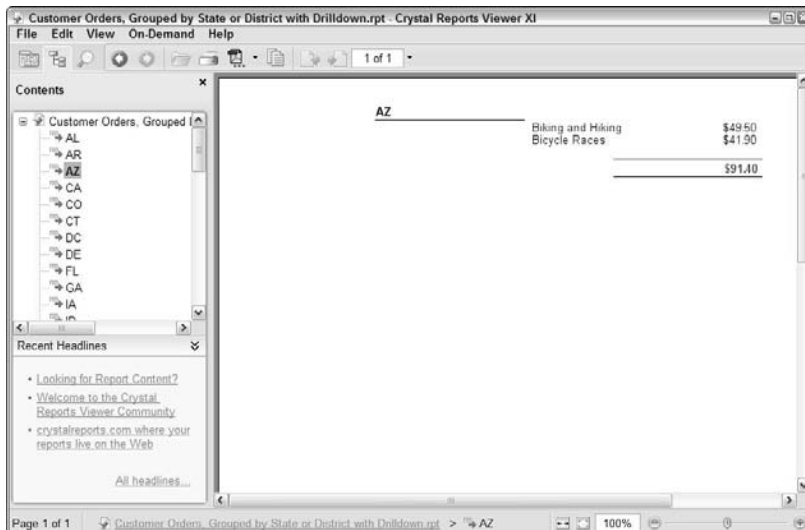 Customer Orders, Grouped by State or District with Drilldown.rpt - Crystal Reports Viewer XI
File Edit View On-Demand Help
1 of 1
Contents
Customer Orders, Grouped
AL
AR
AZ
CA
CO
CT
DC
DE
FL
GA
IA
AZ
Biking and Hiking $49.50
Bicycle Races $41.90
$91.40
Recent Headlines
• Looking for Report Content?
• Welcome to the Crystal
Reports Viewer Community
• crystalreports.com where your
reports live on the Web
All headlines...
Page 1 of 1 Customer Orders, Grouped by State or District with Drilldown.rpt > AZ 100%